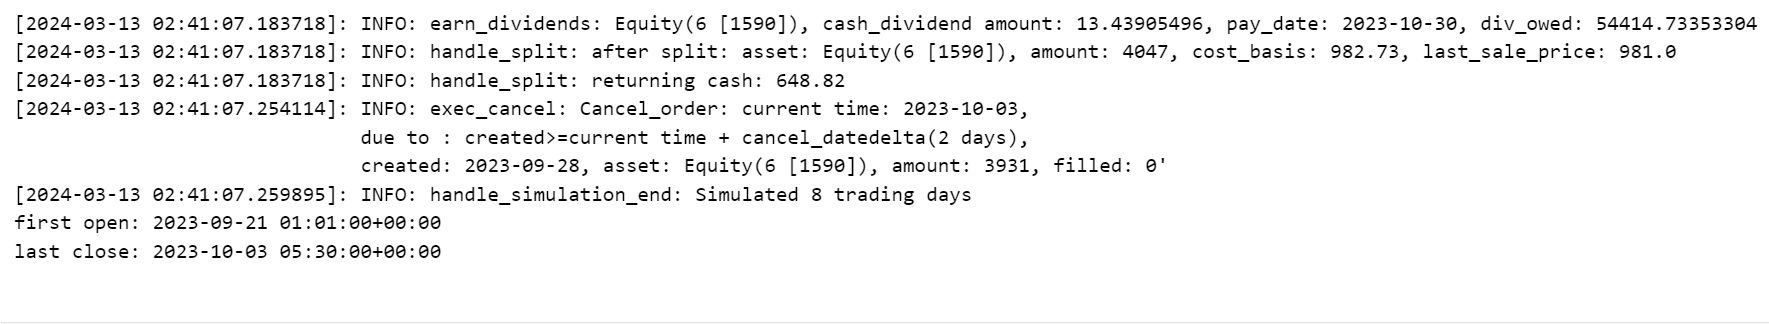 [2024-03-13 02:41:07.183718]: INFO: earn_dividends: Equity(6 [1590]), cash_dividend amount: 13.43905496, pay_date: 2023-10-30, div_owed: 54414.73353304
[2024-03-13 02:41:07.183718]: INFO: handle_split: after split: asset: Equity(6 [1590]), amount: 4047, cost_basis: 982.73, last_sale_price: 981.0
[2024-03-13 02:41:07.183718]: INFO: handle_split: returning cash: 648.82
[2024-03-13 02:41:07.254114]: INFO: exec_cancel: Cancel_order: current time: 2023-10-03,
due to : created>=current time + cancel_datedelta(2 days),
created: 2023-09-28, asset: Equity(6 [1590]), amount: 3931, filled: 0'
[2024-03-13 02:41:07.259895]: INFO: handle_simulation_end: Simulated 8 trading days
first open: 2023-09-21 01:01:00+00:00
last close: 2023-10-03 05:30:00+00:00